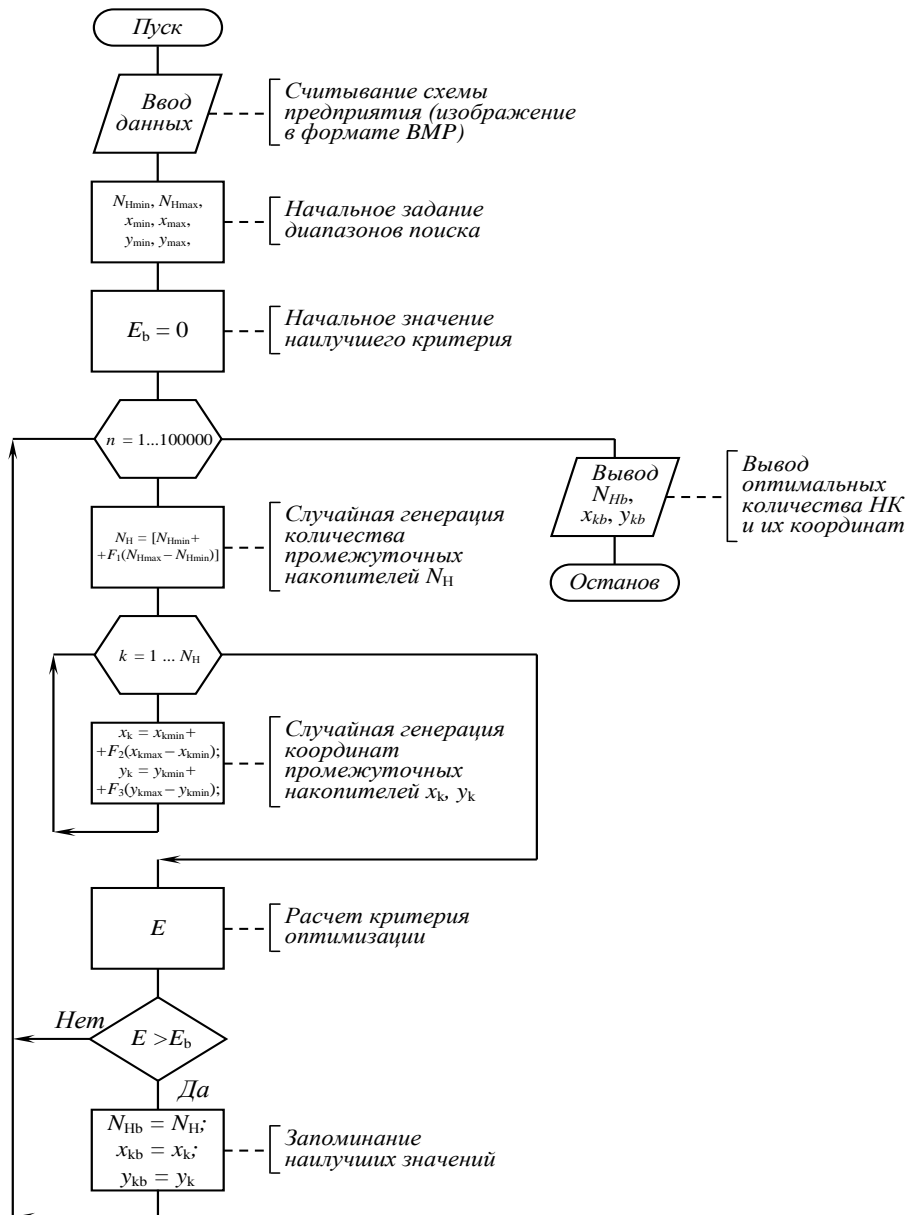 Пуск
Ввод
данных
Считывание схемы
предприятия (изображение
в формате BMP)
N_Hmin, N_Hmax,
x_min, x_max,
y_min, y_max,
Начальное задание
диапазонов поиска
E_b = 0
Начальное значение
наилучшего критерия
n = 1...100000
Вывод
N_Hb,
x_kb, y_kb
Вывод
оптимальных
количества НК
и их координат
Останов
N_H = [N_Hmin+
+F_1(N_Hmax – N_Hmin)]
Случайная генерация
количества
промежуточных
накопителей N_H
k = 1 ... N_H
x_k = x_kmin+
+F_2(x_kmax – x_kmin);
y_k = y_kmin+
+F_3(y_kmax – y_kmin);
Случайная генерация
координат
промежуточных
накопителей x_k, y_k
E
Расчет критерия
оптимизации
Нет
E >E_b
Да
N_Hb = N_H;
x_kb = x_k;
y_kb = y_k
Запоминание
наилучших значений